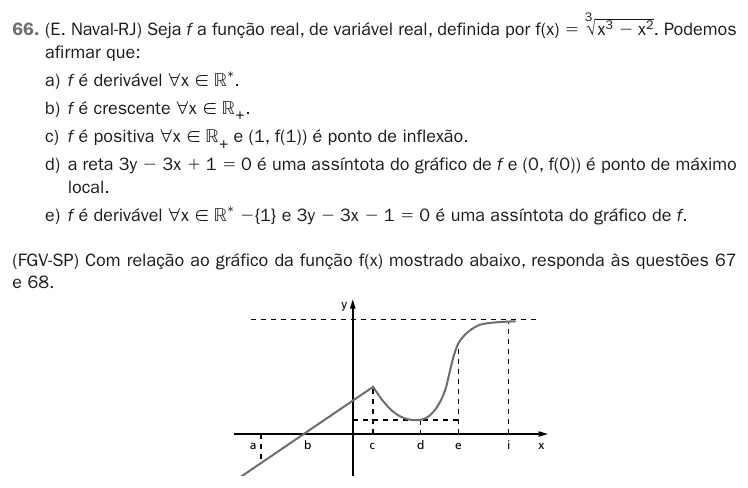 66. (E. Naval-RJ) Seja f a função real, de variável real, definida por f(x) = ∛(x³ − x²). Podemos
afirmar que:
a) f é derivável ∀x ∈ ℝ*.
b) f é crescente ∀x ∈ ℝ₊.
c) f é positiva ∀x ∈ ℝ₊ e (1, f(1)) é ponto de inflexão.
d) a reta 3y − 3x + 1 = 0 é uma assíntota do gráfico de f e (0, f(0)) é ponto de máximo
local.
e) f é derivável ∀x ∈ ℝ* −{1} e 3y − 3x − 1 = 0 é uma assíntota do gráfico de f.
(FGV-SP) Com relação ao gráfico da função f(x) mostrado abaixo, responda às questões 67
e 68.
y
a b c d e i x